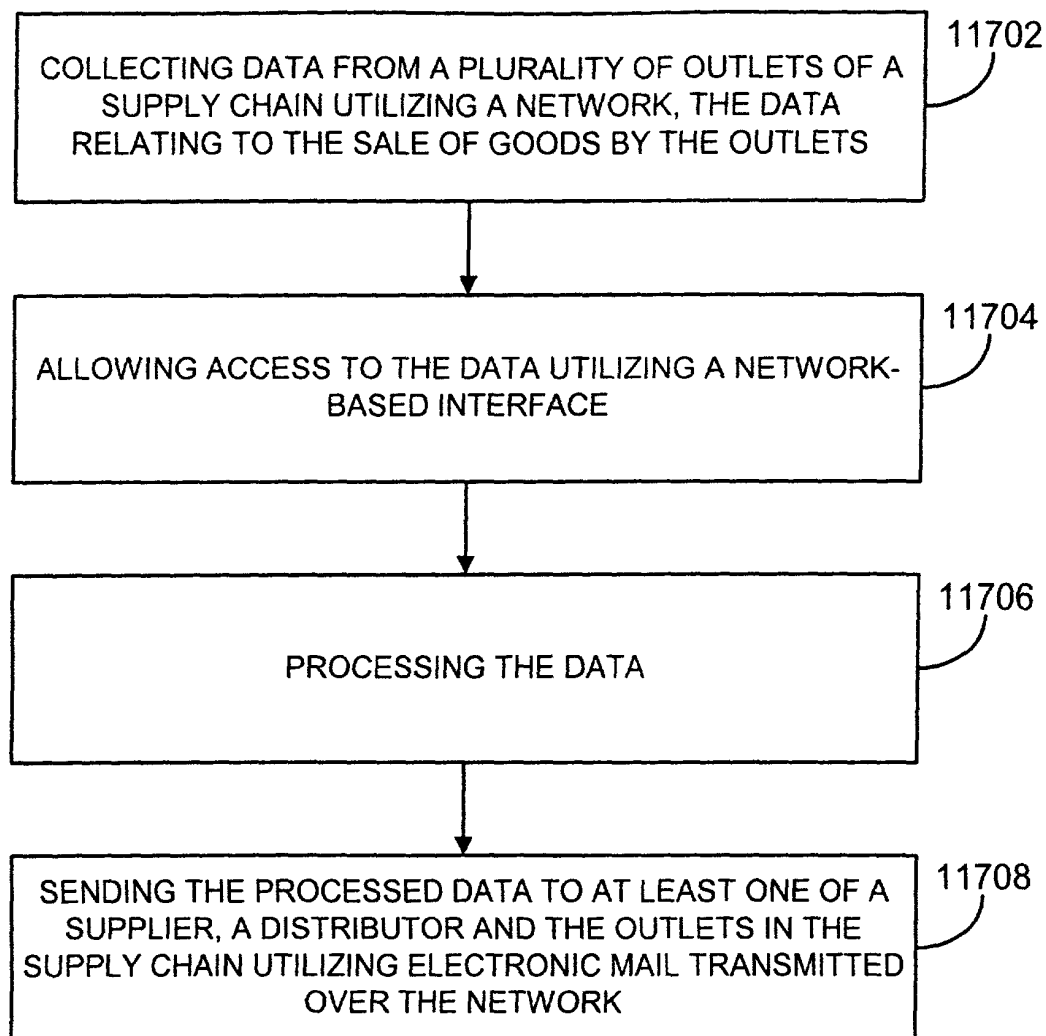 11702
COLLECTING DATA FROM A PLURALITY OF OUTLETS OF A
SUPPLY CHAIN UTILIZING A NETWORK, THE DATA
RELATING TO THE SALE OF GOODS BY THE OUTLETS
11704
ALLOWING ACCESS TO THE DATA UTILIZING A NETWORK-
BASED INTERFACE
11706
PROCESSING THE DATA
11708
SENDING THE PROCESSED DATA TO AT LEAST ONE OF A
SUPPLIER, A DISTRIBUTOR AND THE OUTLETS IN THE
SUPPLY CHAIN UTILIZING ELECTRONIC MAIL TRANSMITTED
OVER THE NETWORK